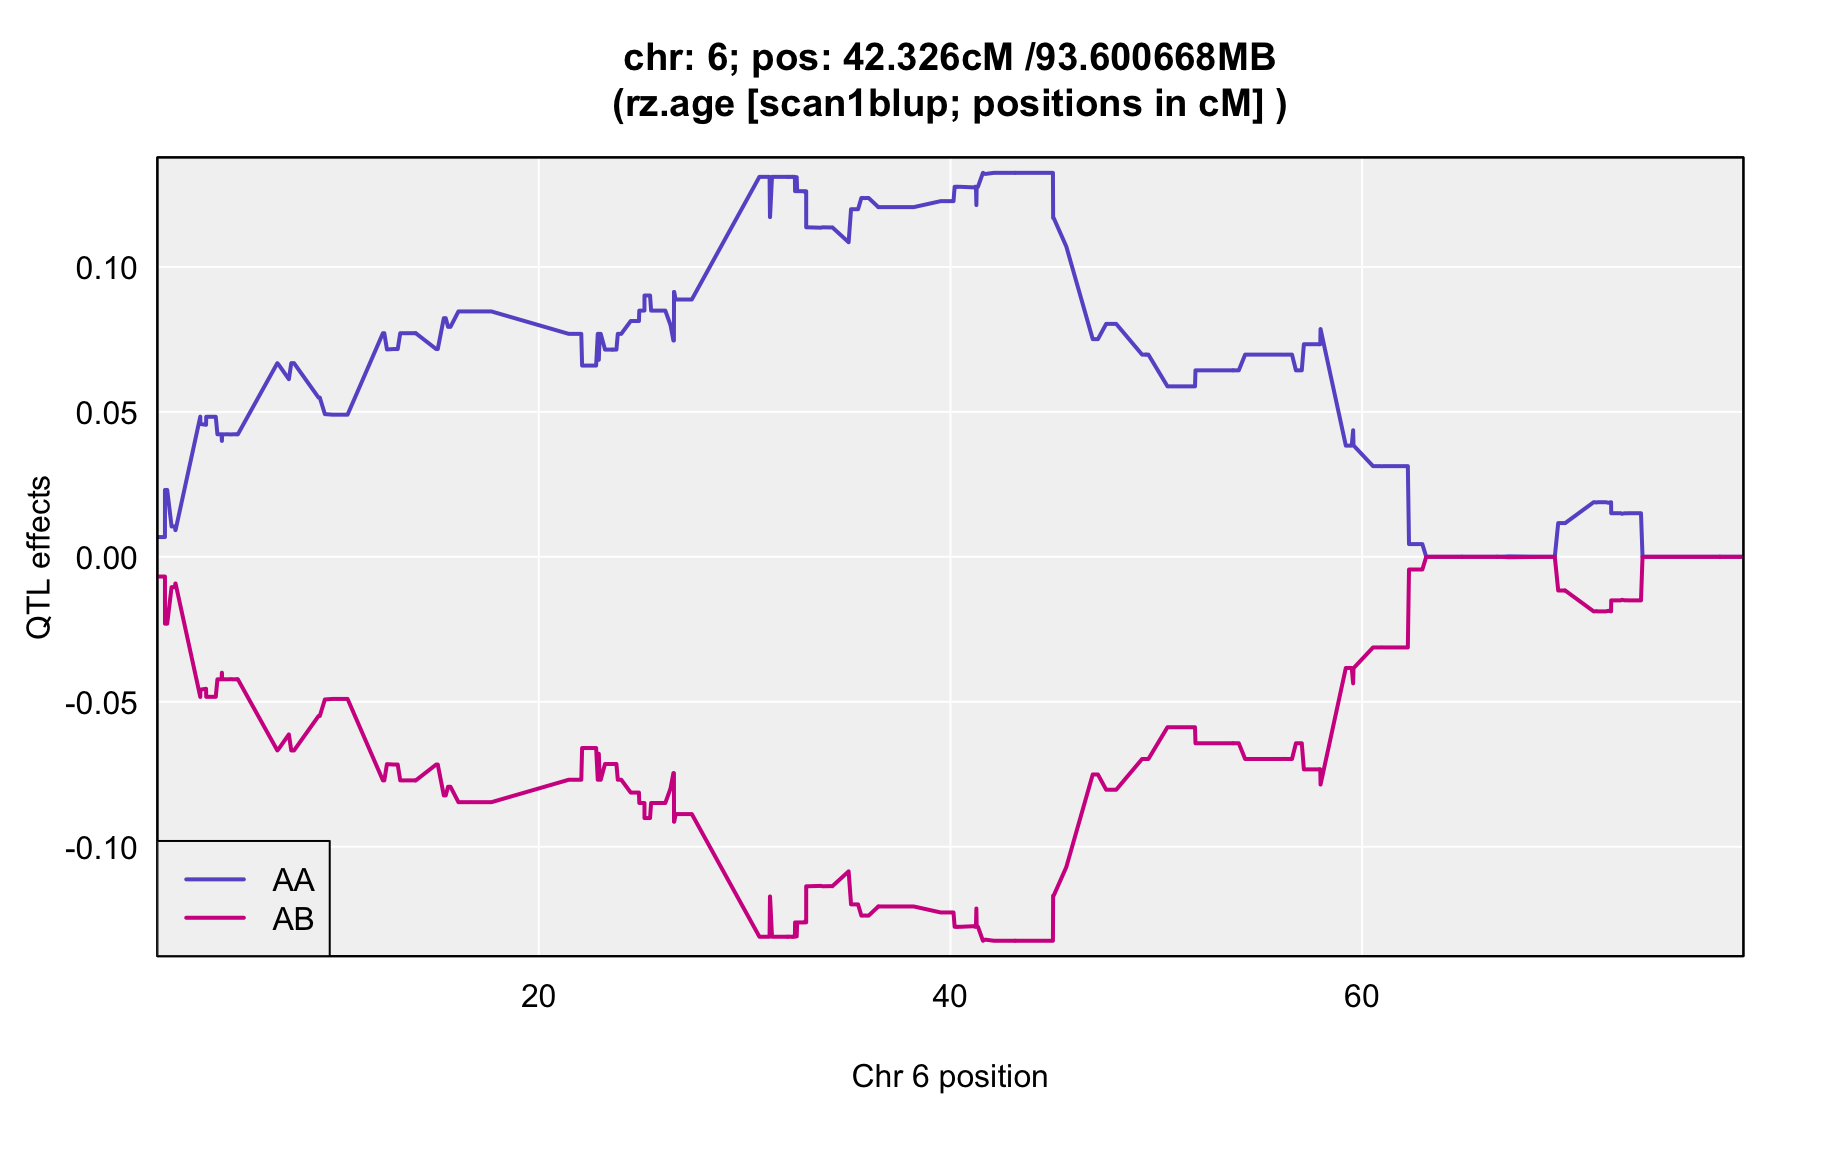 chr: 6; pos: 42.326cM /93.600668MB
(rz.age [scan1blup; positions in cM] )
QTL effects
0.10
0.05
0.00
-0.05
-0.10
AA
AB
20
40
60
Chr 6 position